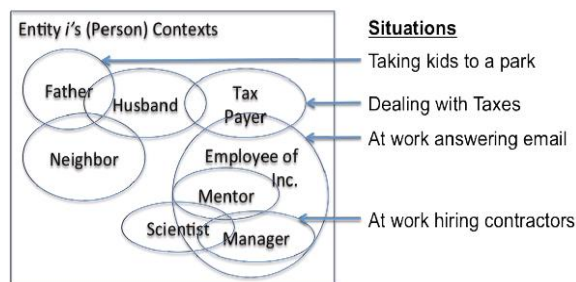 Entity i's (Person) Contexts
Situations
Taking kids to a park
Father
Husband
Tax
Payer
Dealing with Taxes
At work answering email
Neighbor
Employee of
Inc.
Mentor
Scientist
Manager
At work hiring contractors